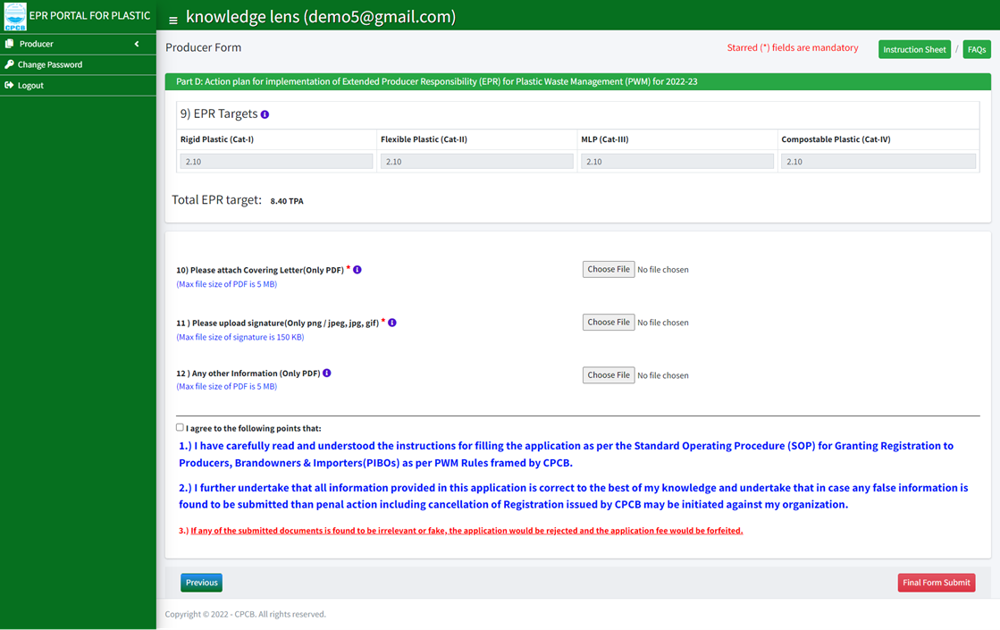 CPCB
EPR PORTAL FOR PLASTIC
Producer
Change Password
Logout
knowledge lens (demo5@gmail.com)
Producer Form
Starred (*) fields are mandatory
Instruction Sheet / FAQs
Part D: Action plan for implementation of Extended Producer Responsibility (EPR) for Plastic Waste Management (PWM) for 2022-23
9) EPR Targets
Rigid Plastic (Cat-I) Flexible Plastic (Cat-II) MLP (Cat-III) Compostable Plastic (Cat-IV)
2.10 2.10 2.10 2.10
Total EPR target: 8.40 TPA
10) Please attach Covering Letter(Only PDF) * Choose File No file chosen
(Max file size of PDF is 5 MB)
11 ) Please upload signature(Only png / jpeg, jpg, gif) * Choose File No file chosen
(Max file size of signature is 150 KB)
12 ) Any other Information (Only PDF) Choose File No file chosen
(Max file size of PDF is 5 MB)
I agree to the following points that:
1.) I have carefully read and understood the instructions for filling the application as per the Standard Operating Procedure (SOP) for Granting Registration to
Producers, Brandowners & Importers(PIBOs) as per PWM Rules framed by CPCB.
2.) I further undertake that all information provided in this application is correct to the best of my knowledge and undertake that in case any false information is
found to be submitted than penal action including cancellation of Registration issued by CPCB may be initiated against my organization.
3.) If any of the submitted documents is found to be irrelevant or fake, the application would be rejected and the application fee would be forfeited.
Previous Final Form Submit
Copyright © 2022 - CPCB. All rights reserved.